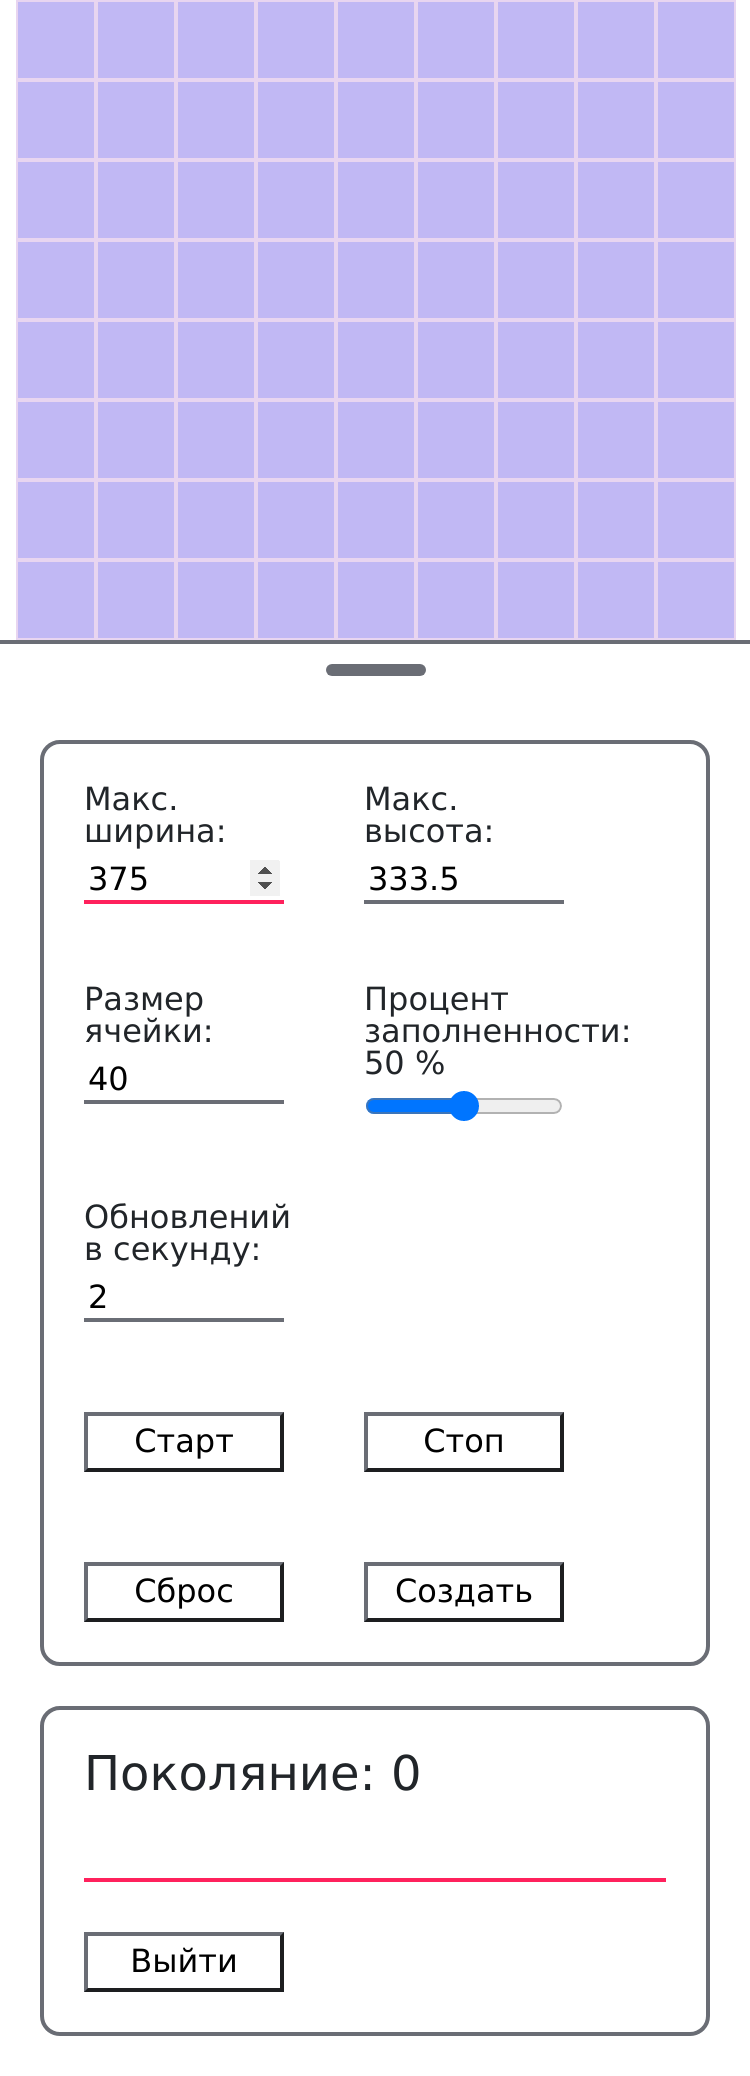 Макс.
ширина:
375
Макс.
высота:
333.5
Размер
ячейки:
40
Процент
заполненности:
50 %
Обновлений
в секунду:
2
Старт
Стоп
Сброс
Создать
Поколяние: 0
Выйти